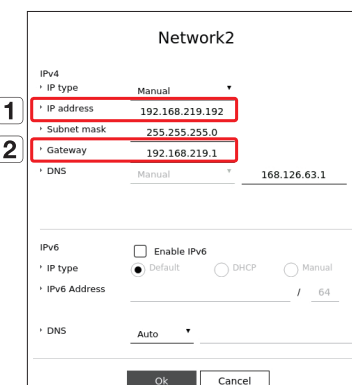 Network2
IPv4
IP type Manual
1 IP address 192.168.219.192
Subnet mask 255.255.255.0
2 Gateway 192.168.219.1
DNS Manual 168.126.63.1
IPv6 Enable IPv6
IP type Default DHCP Manual
IPv6 Address / 64
DNS Auto
Ok Cancel